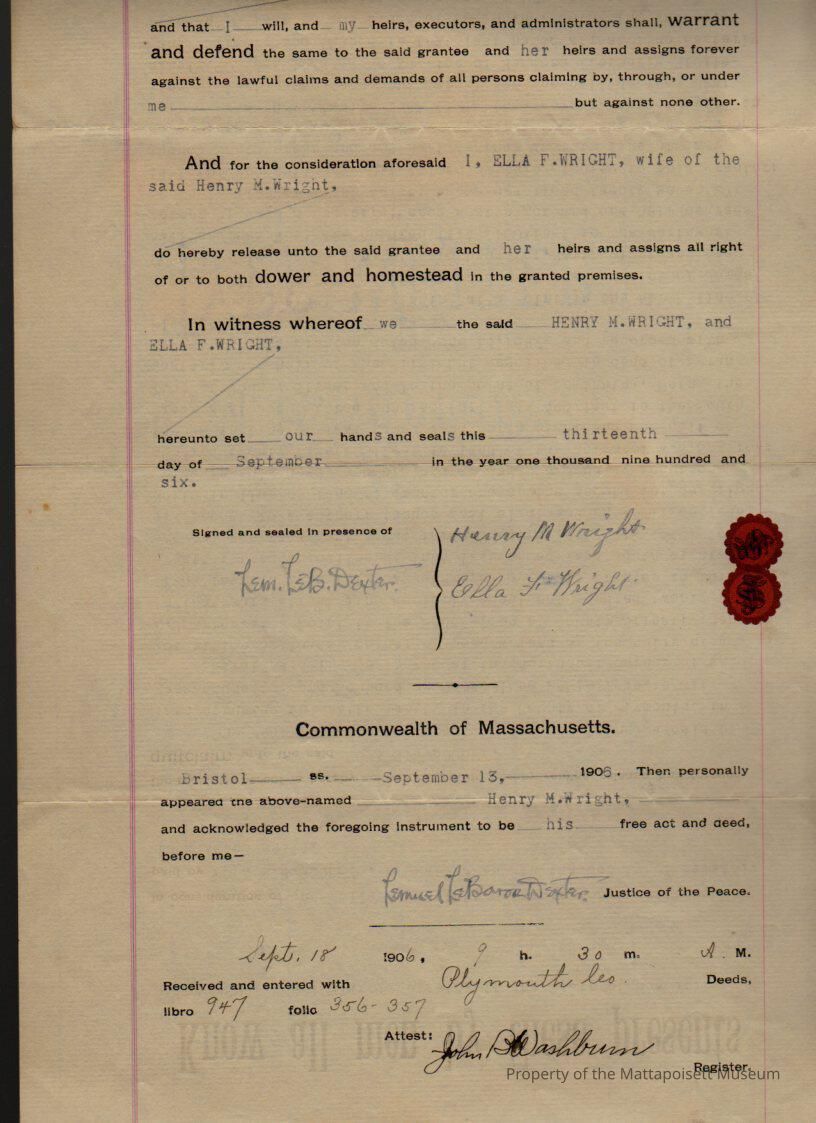 and that I will, and my heirs, executors, and administrators shall, warrant
and defend the same to the said grantee and her heirs and assigns forever
against the lawful claims and demands of all persons claiming by, through, or under
me but against none other.
And for the consideration aforesaid I, ELLA F.WRIGHT, wife of the
said Henry M.Wright,
do hereby release unto the said grantee and her heirs and assigns all right
of or to both dower and homestead in the granted premises.
In witness whereof we the said HENRY M.WRIGHT, and
ELLA F.WRIGHT,
hereunto set our hands and seals this thirteenth
day of September in the year one thousand nine hundred and
six.
Signed and sealed in presence of
Henry M Wright
Lem. LeB. Dexter.
Ella F. Wright
Commonwealth of Massachusetts.
Bristol ss. September 13, 1906. Then personally
appeared the above-named Henry M.Wright,
and acknowledged the foregoing instrument to be his free act and deed,
before me—
Lemuel LeBaron Dexter Justice of the Peace.
Sept. 18 1906, 9 h. 30 m. A. M.
Received and entered with Plymouth Co. Deeds,
libro 947 folio 356-357
Attest: John B Washburn
Register.
Property of the Mattapoisett Museum